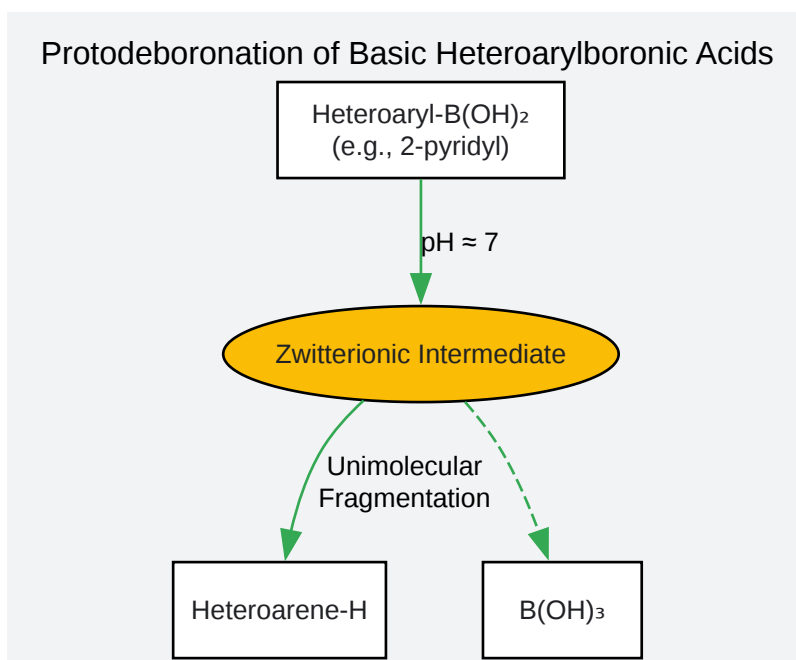 Protodeboronation of Basic Heteroarylboronic Acids
Heteroaryl-B(OH)₂
(e.g., 2-pyridyl)
pH ≈ 7
Zwitterionic Intermediate
Unimolecular
Fragmentation
Heteroarene-H
B(OH)₃